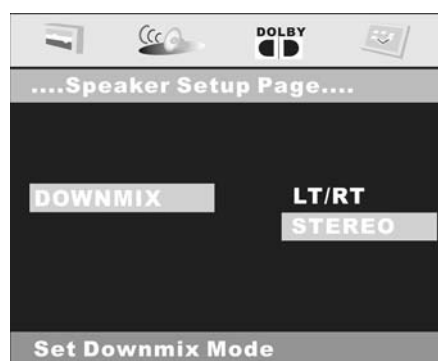 DOLBY
....Speaker Setup Page....
DOWNMIX
LT/RT
STEREO
Set Downmix Mode